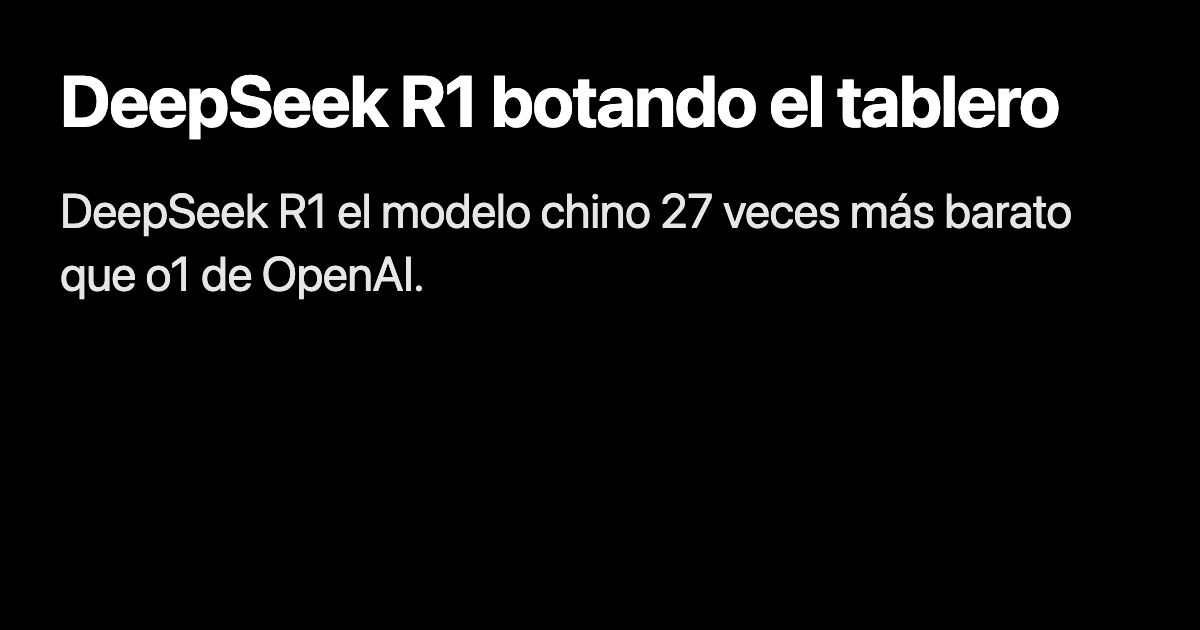 DeepSeek R1 botando el tablero
DeepSeek R1 el modelo chino 27 veces más barato
que o1 de OpenAI.